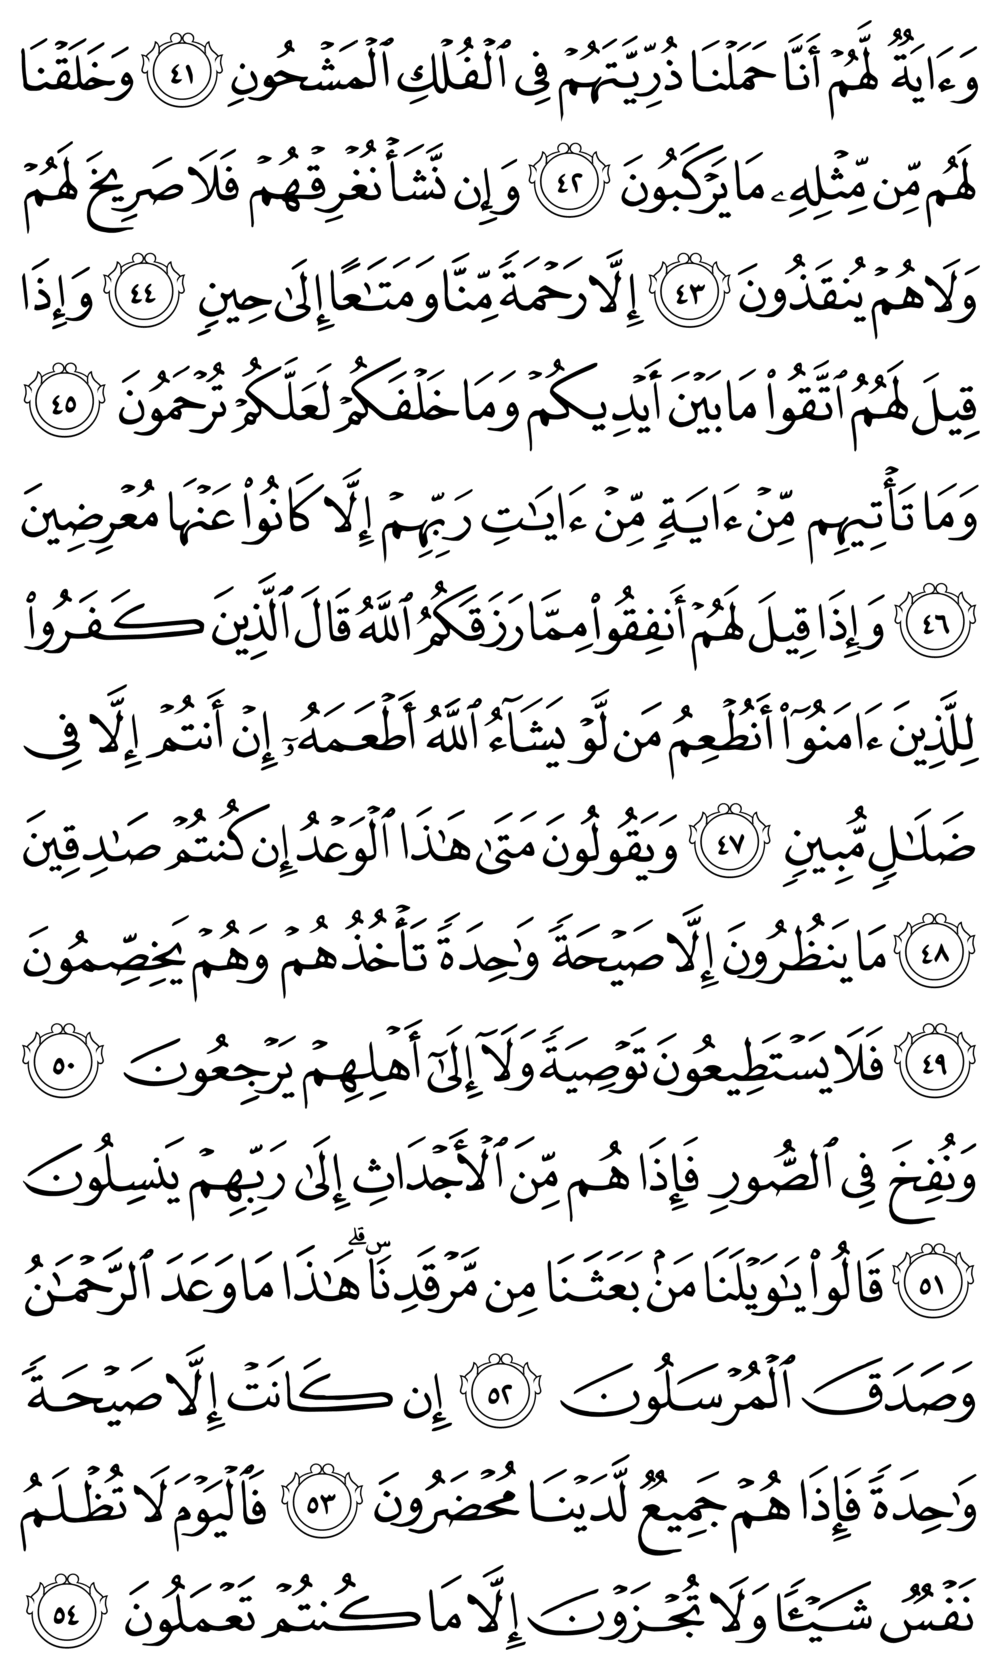 وَءَايَةٌ لَّهُمْ أَنَّا حَمَلْنَا ذُرِّيَّتَهُمْ فِي ٱلْفُلْكِ ٱلْمَشْحُونِ ٤١ وَخَلَقْنَا
لَهُم مِّن مِّثْلِهِۦ مَا يَرْكَبُونَ ٤٢ وَإِن نَّشَأْ نُغْرِقْهُمْ فَلَا صَرِيخَ لَهُمْ
وَلَا هُمْ يُنقَذُونَ ٤٣ إِلَّا رَحْمَةً مِّنَّا وَمَتَٰعًا إِلَىٰ حِينٍ ٤٤ وَإِذَا
قِيلَ لَهُمُ ٱتَّقُوا۟ مَا بَيْنَ أَيْدِيكُمْ وَمَا خَلْفَكُمْ لَعَلَّكُمْ تُرْحَمُونَ ٤٥
وَمَا تَأْتِيهِم مِّنْ ءَايَةٍ مِّنْ ءَايَٰتِ رَبِّهِمْ إِلَّا كَانُوا۟ عَنْهَا مُعْرِضِينَ
٤٦ وَإِذَا قِيلَ لَهُمْ أَنفِقُوا۟ مِمَّا رَزَقَكُمُ ٱللَّهُ قَالَ ٱلَّذِينَ كَفَرُوا۟
لِلَّذِينَ ءَامَنُوٓا۟ أَنُطْعِمُ مَن لَّوْ يَشَآءُ ٱللَّهُ أَطْعَمَهُۥٓ إِنْ أَنتُمْ إِلَّا فِي
ضَلَٰلٍ مُّبِينٍ ٤٧ وَيَقُولُونَ مَتَىٰ هَٰذَا ٱلْوَعْدُ إِن كُنتُمْ صَٰدِقِينَ
٤٨ مَا يَنظُرُونَ إِلَّا صَيْحَةً وَٰحِدَةً تَأْخُذُهُمْ وَهُمْ يَخِصِّمُونَ
٤٩ فَلَا يَسْتَطِيعُونَ تَوْصِيَةً وَلَآ إِلَىٰٓ أَهْلِهِمْ يَرْجِعُونَ ٥٠
وَنُفِخَ فِي ٱلصُّورِ فَإِذَا هُم مِّنَ ٱلْأَجْدَاثِ إِلَىٰ رَبِّهِمْ يَنسِلُونَ
٥١ قَالُوا۟ يَٰوَيْلَنَا مَنۢ بَعَثَنَا مِن مَّرْقَدِنَا ۜ ۗ هَٰذَا مَا وَعَدَ ٱلرَّحْمَٰنُ
وَصَدَقَ ٱلْمُرْسَلُونَ ٥٢ إِن كَانَتْ إِلَّا صَيْحَةً
وَٰحِدَةً فَإِذَا هُمْ جَمِيعٌ لَّدَيْنَا مُحْضَرُونَ ٥٣ فَٱلْيَوْمَ لَا تُظْلَمُ
نَفْسٌ شَيْـًٔا وَلَا تُجْزَوْنَ إِلَّا مَا كُنتُمْ تَعْمَلُونَ ٥٤